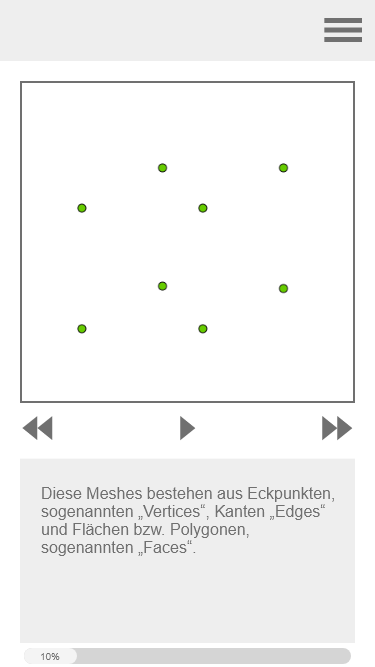 Diese Meshes bestehen aus Eckpunkten,
sogenannten „Vertices“, Kanten „Edges“
und Flächen bzw. Polygonen,
sogenannten „Faces“.
10%